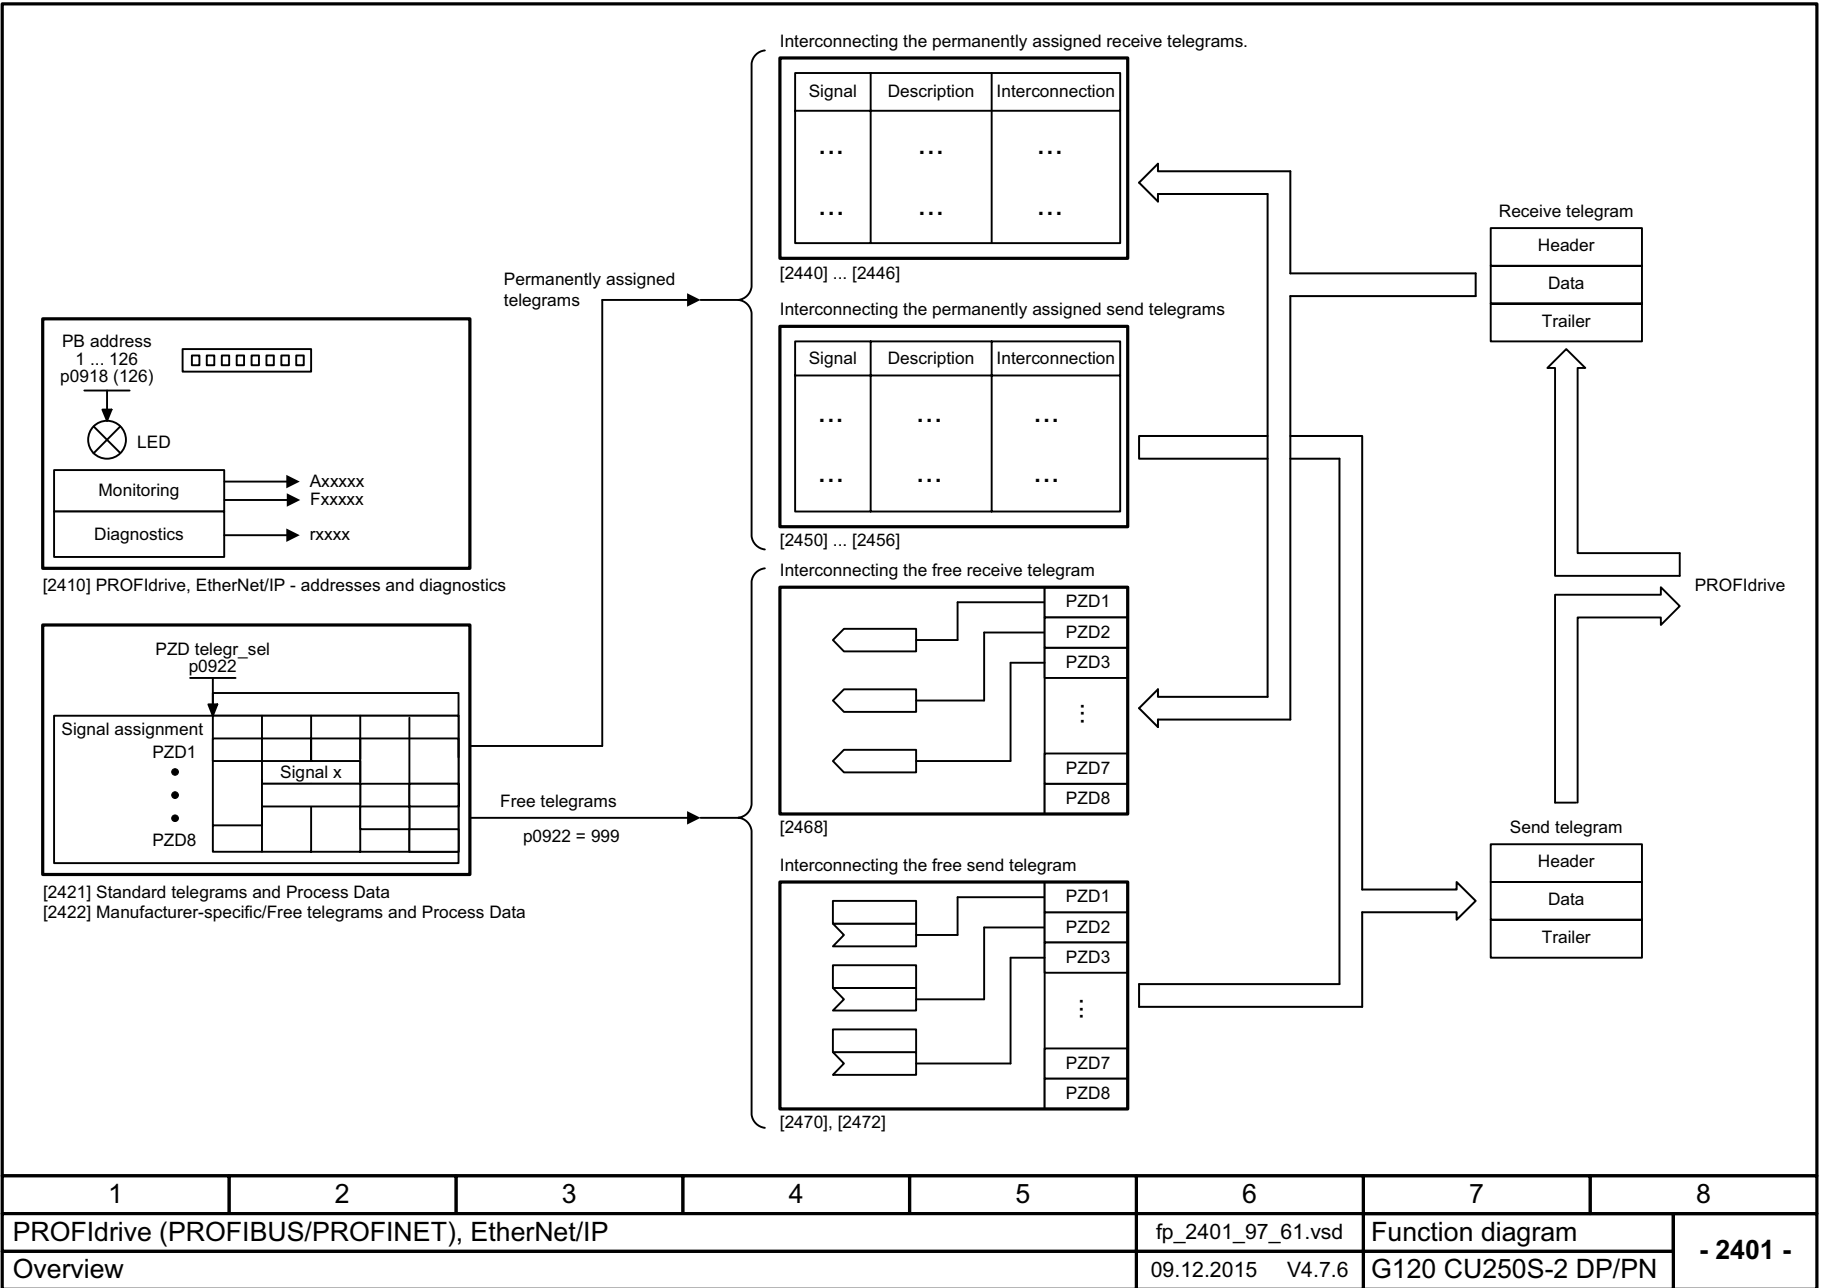 Interconnecting the permanently assigned receive telegrams.
Signal Description Interconnection
... ... ...
... ... ...
[2440] ... [2446]
Permanently assigned
telegrams
Interconnecting the permanently assigned send telegrams
Signal Description Interconnection
... ... ...
... ... ...
[2450] ... [2456]
PB address
1 ... 126
p0918 (126)
LED
Monitoring
Axxxxx
Fxxxxx
Diagnostics
rxxxx
[2410] PROFIdrive, EtherNet/IP - addresses and diagnostics
PZD telegr_sel
p0922
Signal assignment
PZD1
Signal x
PZD8
[2421] Standard telegrams and Process Data
[2422] Manufacturer-specific/Free telegrams and Process Data
Free telegrams
p0922 = 999
Interconnecting the free receive telegram
PZD1
PZD2
PZD3
...
PZD7
PZD8
[2468]
Interconnecting the free send telegram
PZD1
PZD2
PZD3
...
PZD7
PZD8
[2470], [2472]
Receive telegram
Header
Data
Trailer
PROFIdrive
Send telegram
Header
Data
Trailer
1 2 3 4 5 6 7 8
PROFIdrive (PROFIBUS/PROFINET), EtherNet/IP
fp_2401_97_61.vsd
Function diagram
- 2401 -
Overview
09.12.2015 V4.7.6
G120 CU250S-2 DP/PN